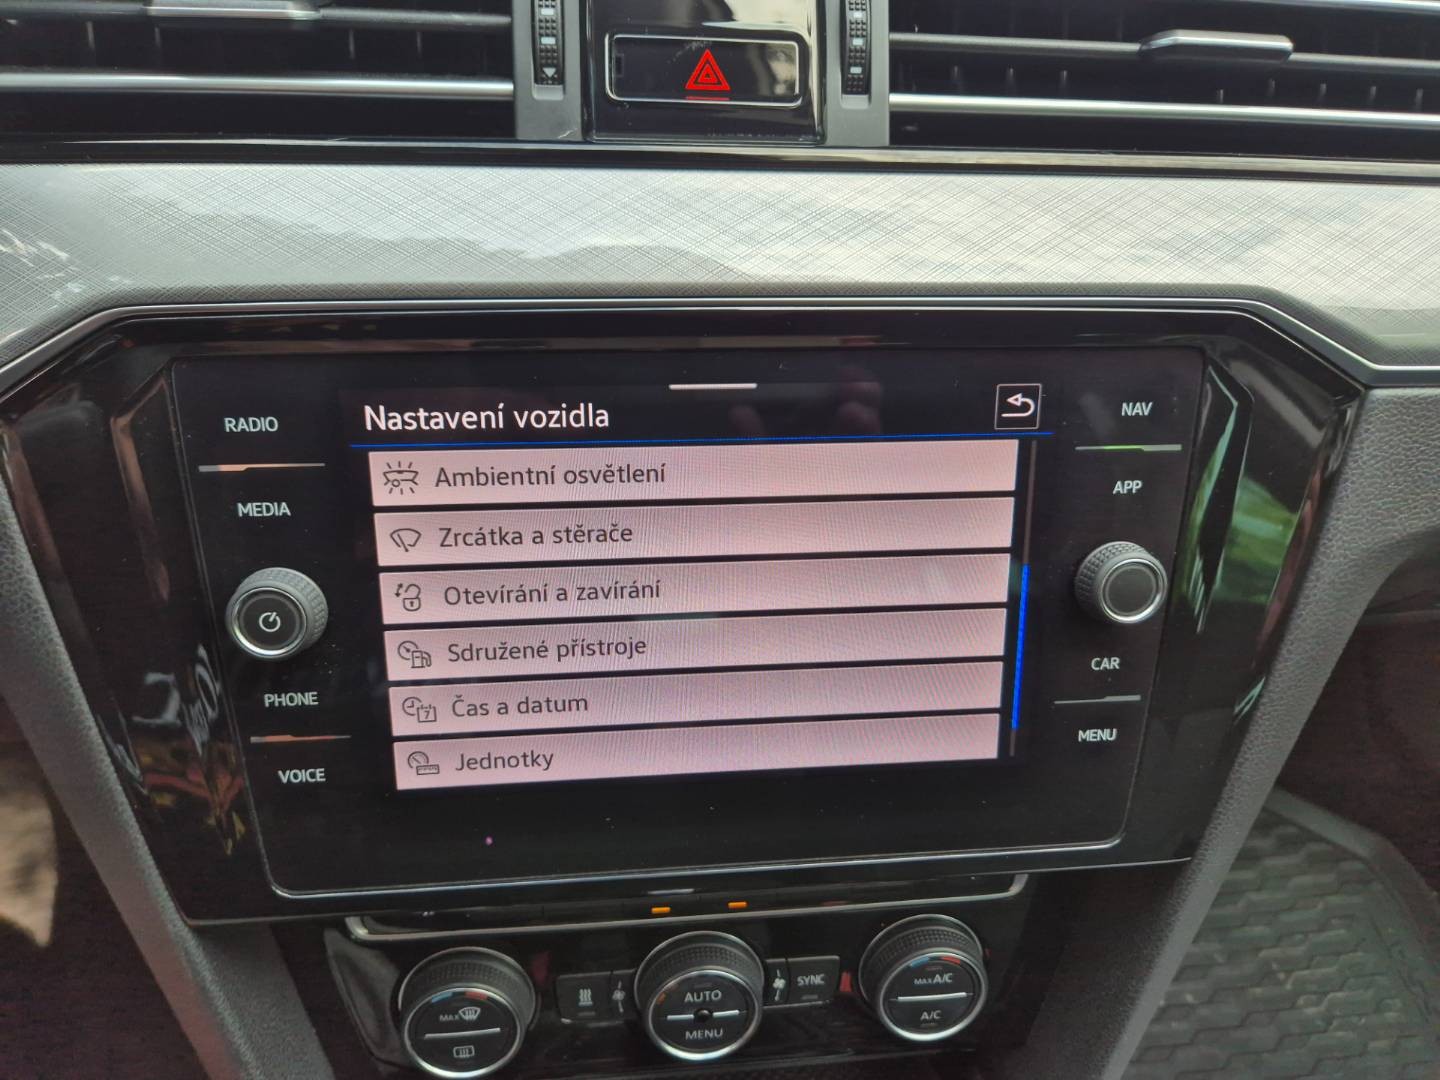 RADIO
MEDIA
PHONE
VOICE
Nastavení vozidla
Ambientní osvětlení
Zrcátka a stěrače
Otevírání a zavírání
Sdružené přístroje
7
Čas a datum
Jednotky
NAV
APP
CAR
MENU
MAX
AUTO
MENU
SYNC
MAX A/C
A/C